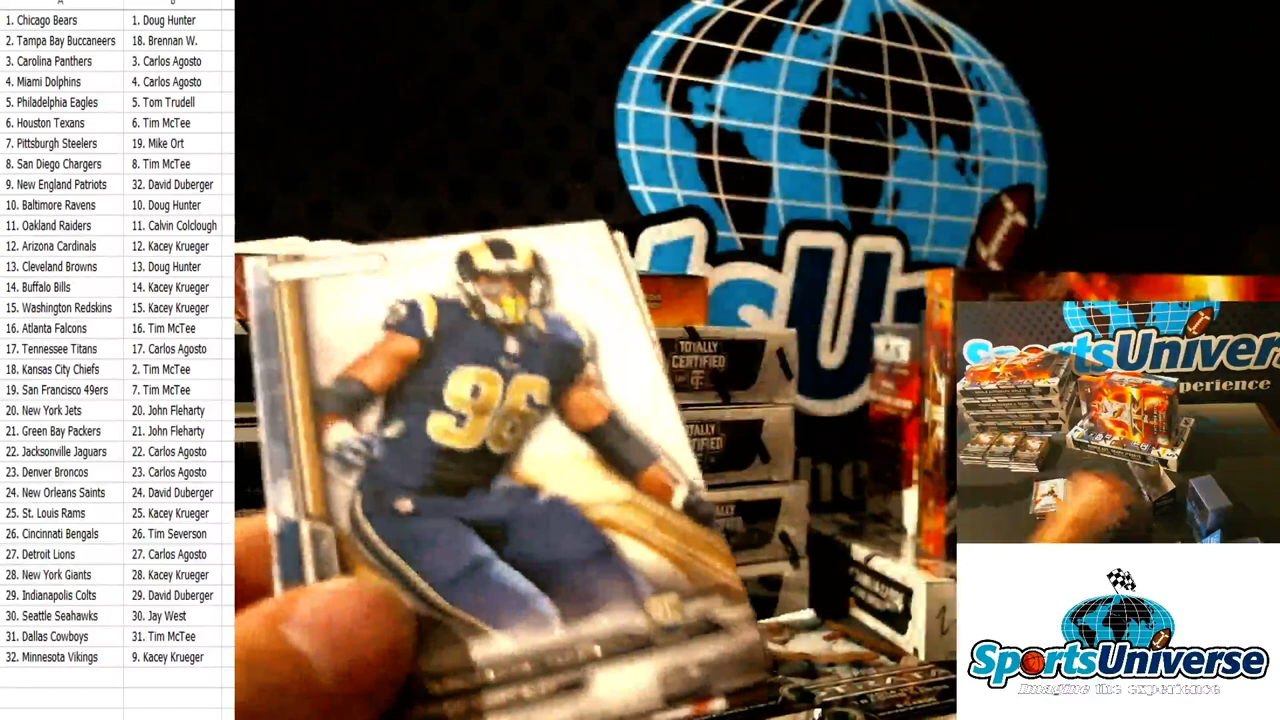 A B
1. Chicago Bears 1. Doug Hunter
2. Tampa Bay Buccaneers 18. Brennan W.
3. Carolina Panthers 3. Carlos Agosto
4. Miami Dolphins 4. Carlos Agosto
5. Philadelphia Eagles 5. Tom Trudell
6. Houston Texans 6. Tim McTee
7. Pittsburgh Steelers 19. Mike Ort
8. San Diego Chargers 8. Tim McTee
9. New England Patriots 32. David Duberger
10. Baltimore Ravens 10. Doug Hunter
11. Oakland Raiders 11. Calvin Colclough
12. Arizona Cardinals 12. Kacey Krueger
13. Cleveland Browns 13. Doug Hunter
14. Buffalo Bills 14. Kacey Krueger
15. Washington Redskins 15. Kacey Krueger
16. Atlanta Falcons 16. Tim McTee
17. Tennessee Titans 17. Carlos Agosto
18. Kansas City Chiefs 2. Tim McTee
19. San Francisco 49ers 7. Tim McTee
20. New York Jets 20. John Fleharty
21. Green Bay Packers 21. John Fleharty
22. Jacksonville Jaguars 22. Carlos Agosto
23. Denver Broncos 23. Carlos Agosto
24. New Orleans Saints 24. David Duberger
25. St. Louis Rams 25. Kacey Krueger
26. Cincinnati Bengals 26. Tim Severson
27. Detroit Lions 27. Carlos Agosto
28. New York Giants 28. Kacey Krueger
29. Indianapolis Colts 29. David Duberger
30. Seattle Seahawks 30. Jay West
31. Dallas Cowboys 31. Tim McTee
32. Minnesota Vikings 9. Kacey Krueger
96
tsUn
TOTALLY
CERTIFIED
TOTALLY
CERTIFIED
he
SportsUniver
perience
SportsUniverse
Imagine the experience